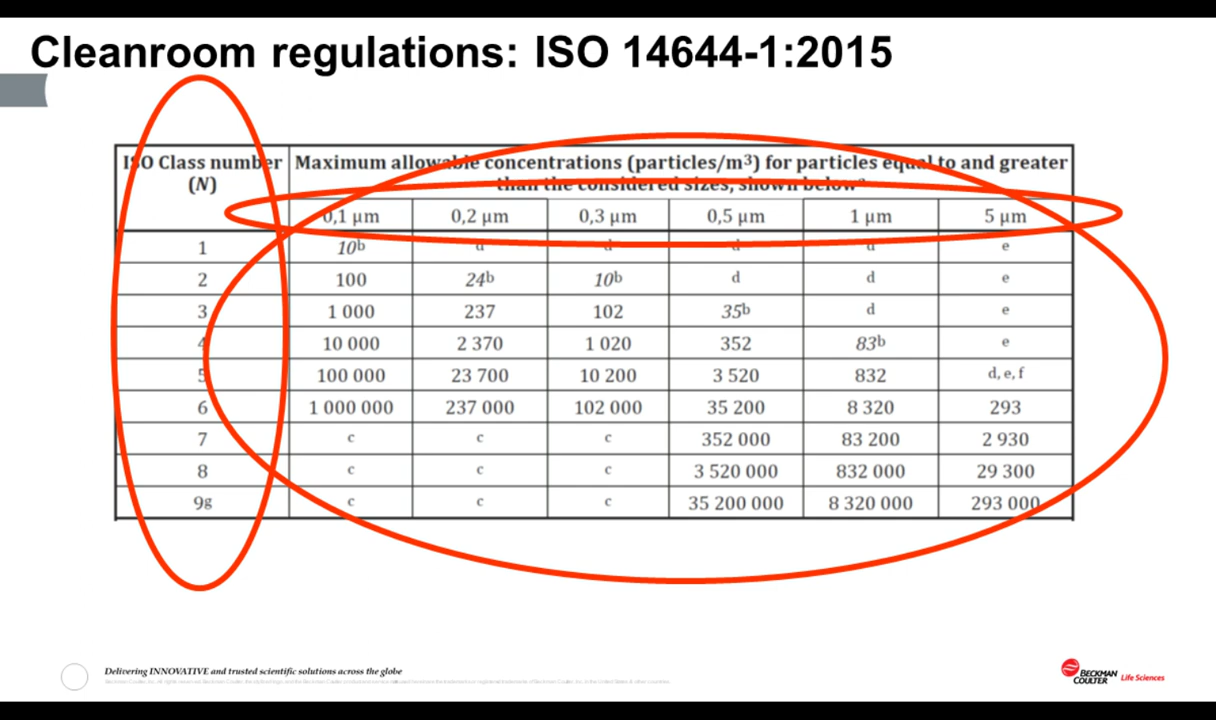 Cleanroom regulations: ISO 14644-1:2015
ISO Class number Maximum allowable concentrations (particles/m³) for particles equal to and greater
(N) than the considered sizes, shown below
0,1 µm 0,2 µm 0,3 µm 0,5 µm 1 µm 5 µm
1 10b d d d d e
2 100 24b 10b d d e
3 1 000 237 102 35b d e
4 10 000 2 370 1 020 352 83b e
5 100 000 23 700 10 200 3 520 832 d, e, f
6 1 000 000 237 000 102 000 35 200 8 320 293
7 c c c 352 000 83 200 2 930
8 c c c 3 520 000 832 000 29 300
9g c c c 35 200 000 8 320 000 293 000
Delivering INNOVATIVE and trusted scientific solutions across the globe
BECKMAN
COULTER Life Sciences